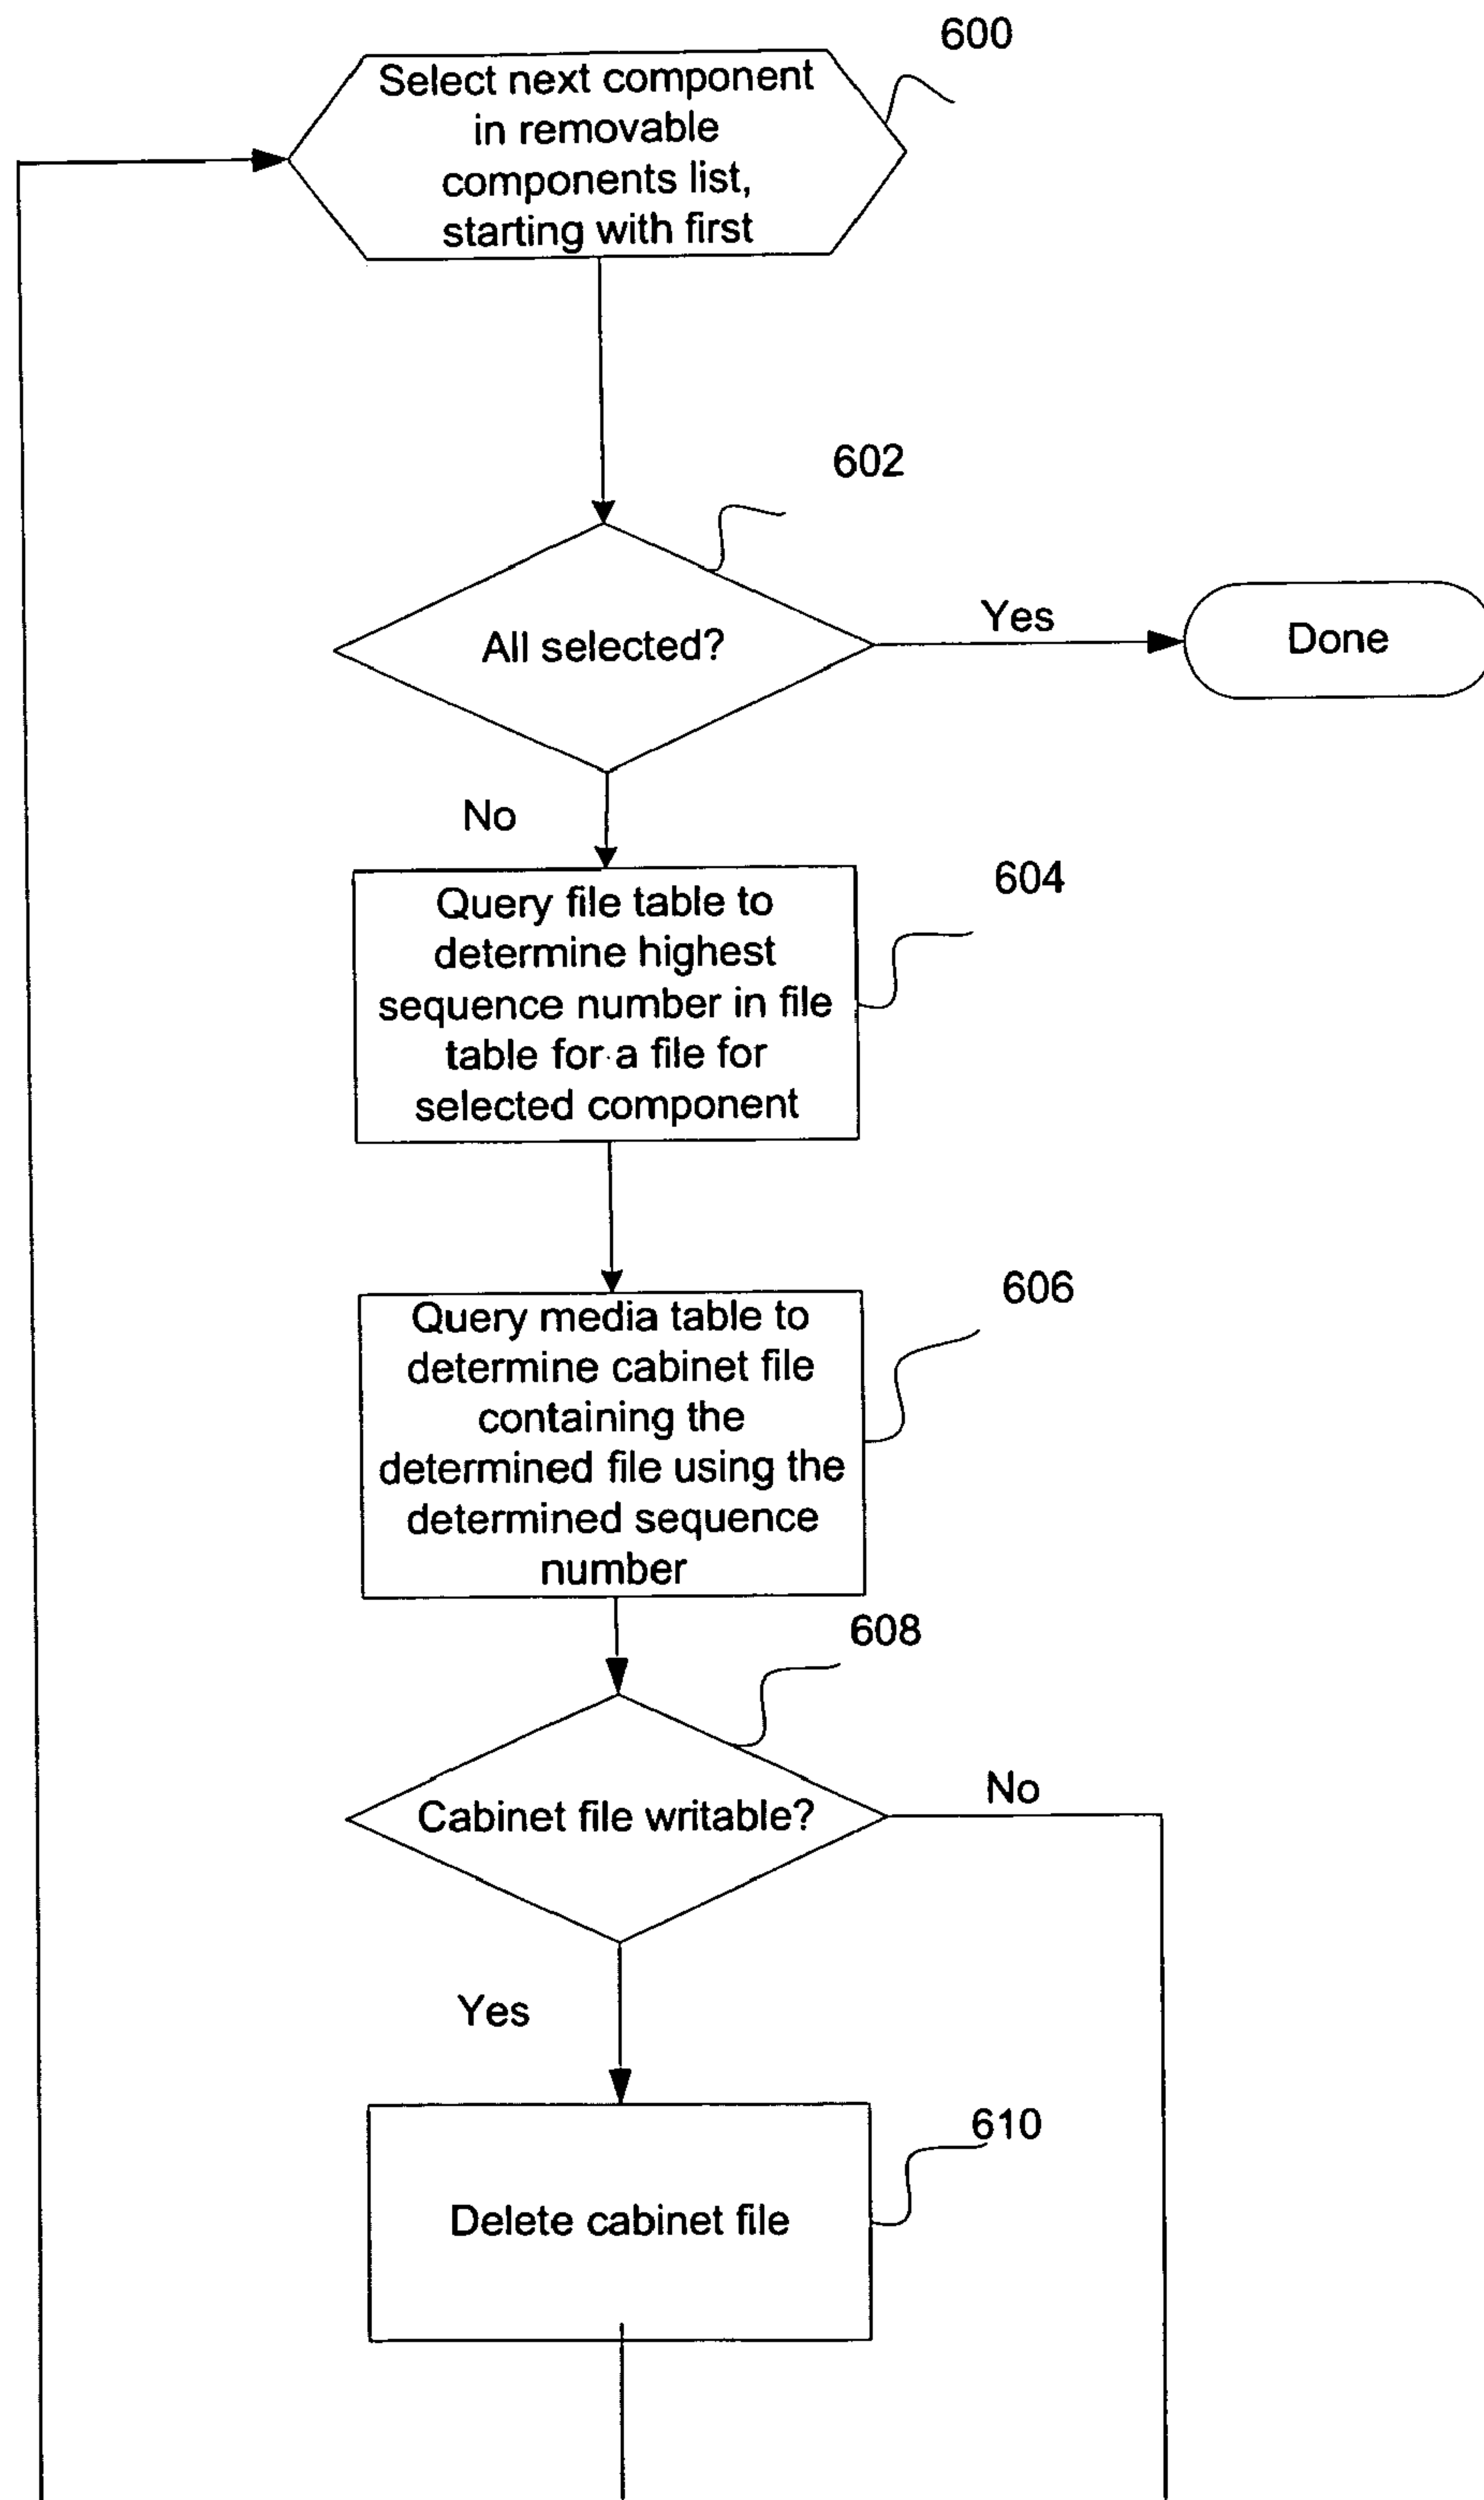 600
Select next component
in removable
components list,
starting with first
602
All selected?
Yes
Done
No
604
Query file table to
determine highest
sequence number in file
table for a file for
selected component
606
Query media table to
determine cabinet file
containing the
determined file using the
determined sequence
number
608
Cabinet file writable?
No
Yes
610
Delete cabinet file